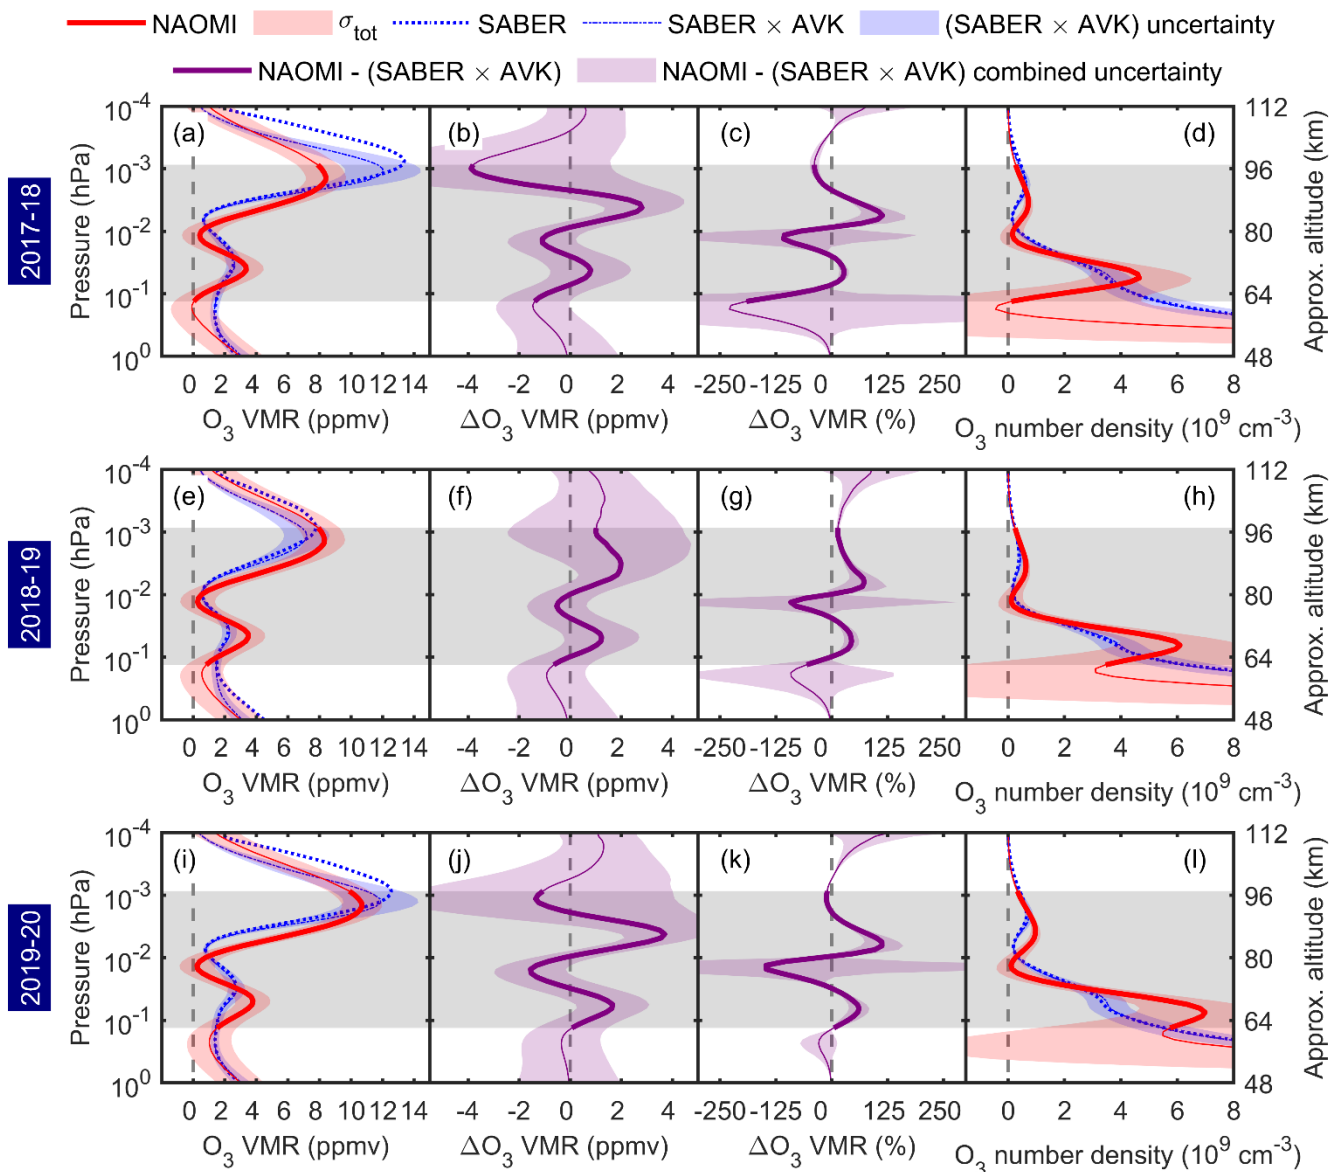 NAOMI σtot SABER SABER × AVK (SABER × AVK) uncertainty
NAOMI - (SABER × AVK) NAOMI - (SABER × AVK) combined uncertainty
2017-18
Pressure (hPa)
10-4
10-3
10-2
10-1
100
(a) (b) (c) (d)
112
96
80
64
48
Approx. altitude (km)
0 2 4 6 8 10 12 14 -4 -2 0 2 4 -250 -125 0 125 250 0 2 4 6 8
O3 VMR (ppmv) ΔO3 VMR (ppmv) ΔO3 VMR (%) O3 number density (109 cm-3)
2018-19
Pressure (hPa)
10-4
10-3
10-2
10-1
100
(e) (f) (g) (h)
112
96
80
64
48
Approx. altitude (km)
0 2 4 6 8 10 12 14 -4 -2 0 2 4 -250 -125 0 125 250 0 2 4 6 8
O3 VMR (ppmv) ΔO3 VMR (ppmv) ΔO3 VMR (%) O3 number density (109 cm-3)
2019-20
Pressure (hPa)
10-4
10-3
10-2
10-1
100
(i) (j) (k) (l)
112
96
80
64
48
Approx. altitude (km)
0 2 4 6 8 10 12 14 -4 -2 0 2 4 -250 -125 0 125 250 0 2 4 6 8
O3 VMR (ppmv) ΔO3 VMR (ppmv) ΔO3 VMR (%) O3 number density (109 cm-3)